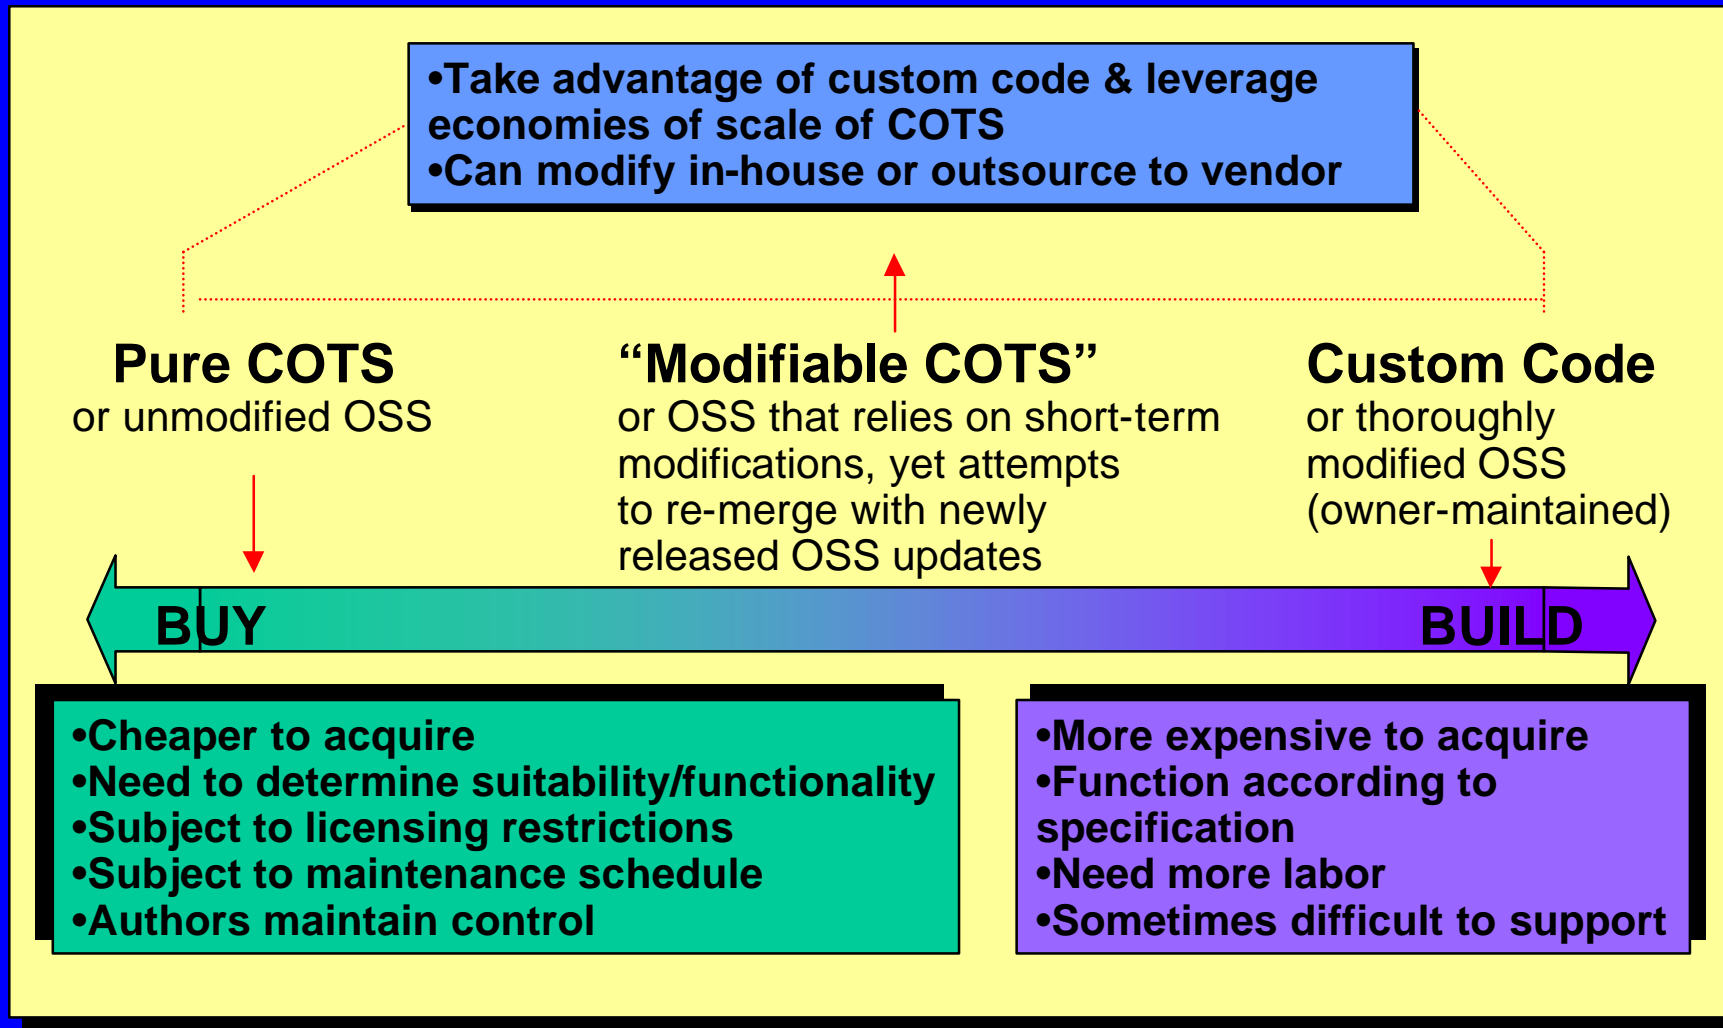 •Take advantage of custom code & leverage
economies of scale of COTS
•Can modify in-house or outsource to vendor
Pure COTS
or unmodified OSS
“Modifiable COTS”
or OSS that relies on short-term
modifications, yet attempts
to re-merge with newly
released OSS updates
Custom Code
or thoroughly
modified OSS
(owner-maintained)
BUY
BUILD
•Cheaper to acquire
•Need to determine suitability/functionality
•Subject to licensing restrictions
•Subject to maintenance schedule
•Authors maintain control
•More expensive to acquire
•Function according to
specification
•Need more labor
•Sometimes difficult to support